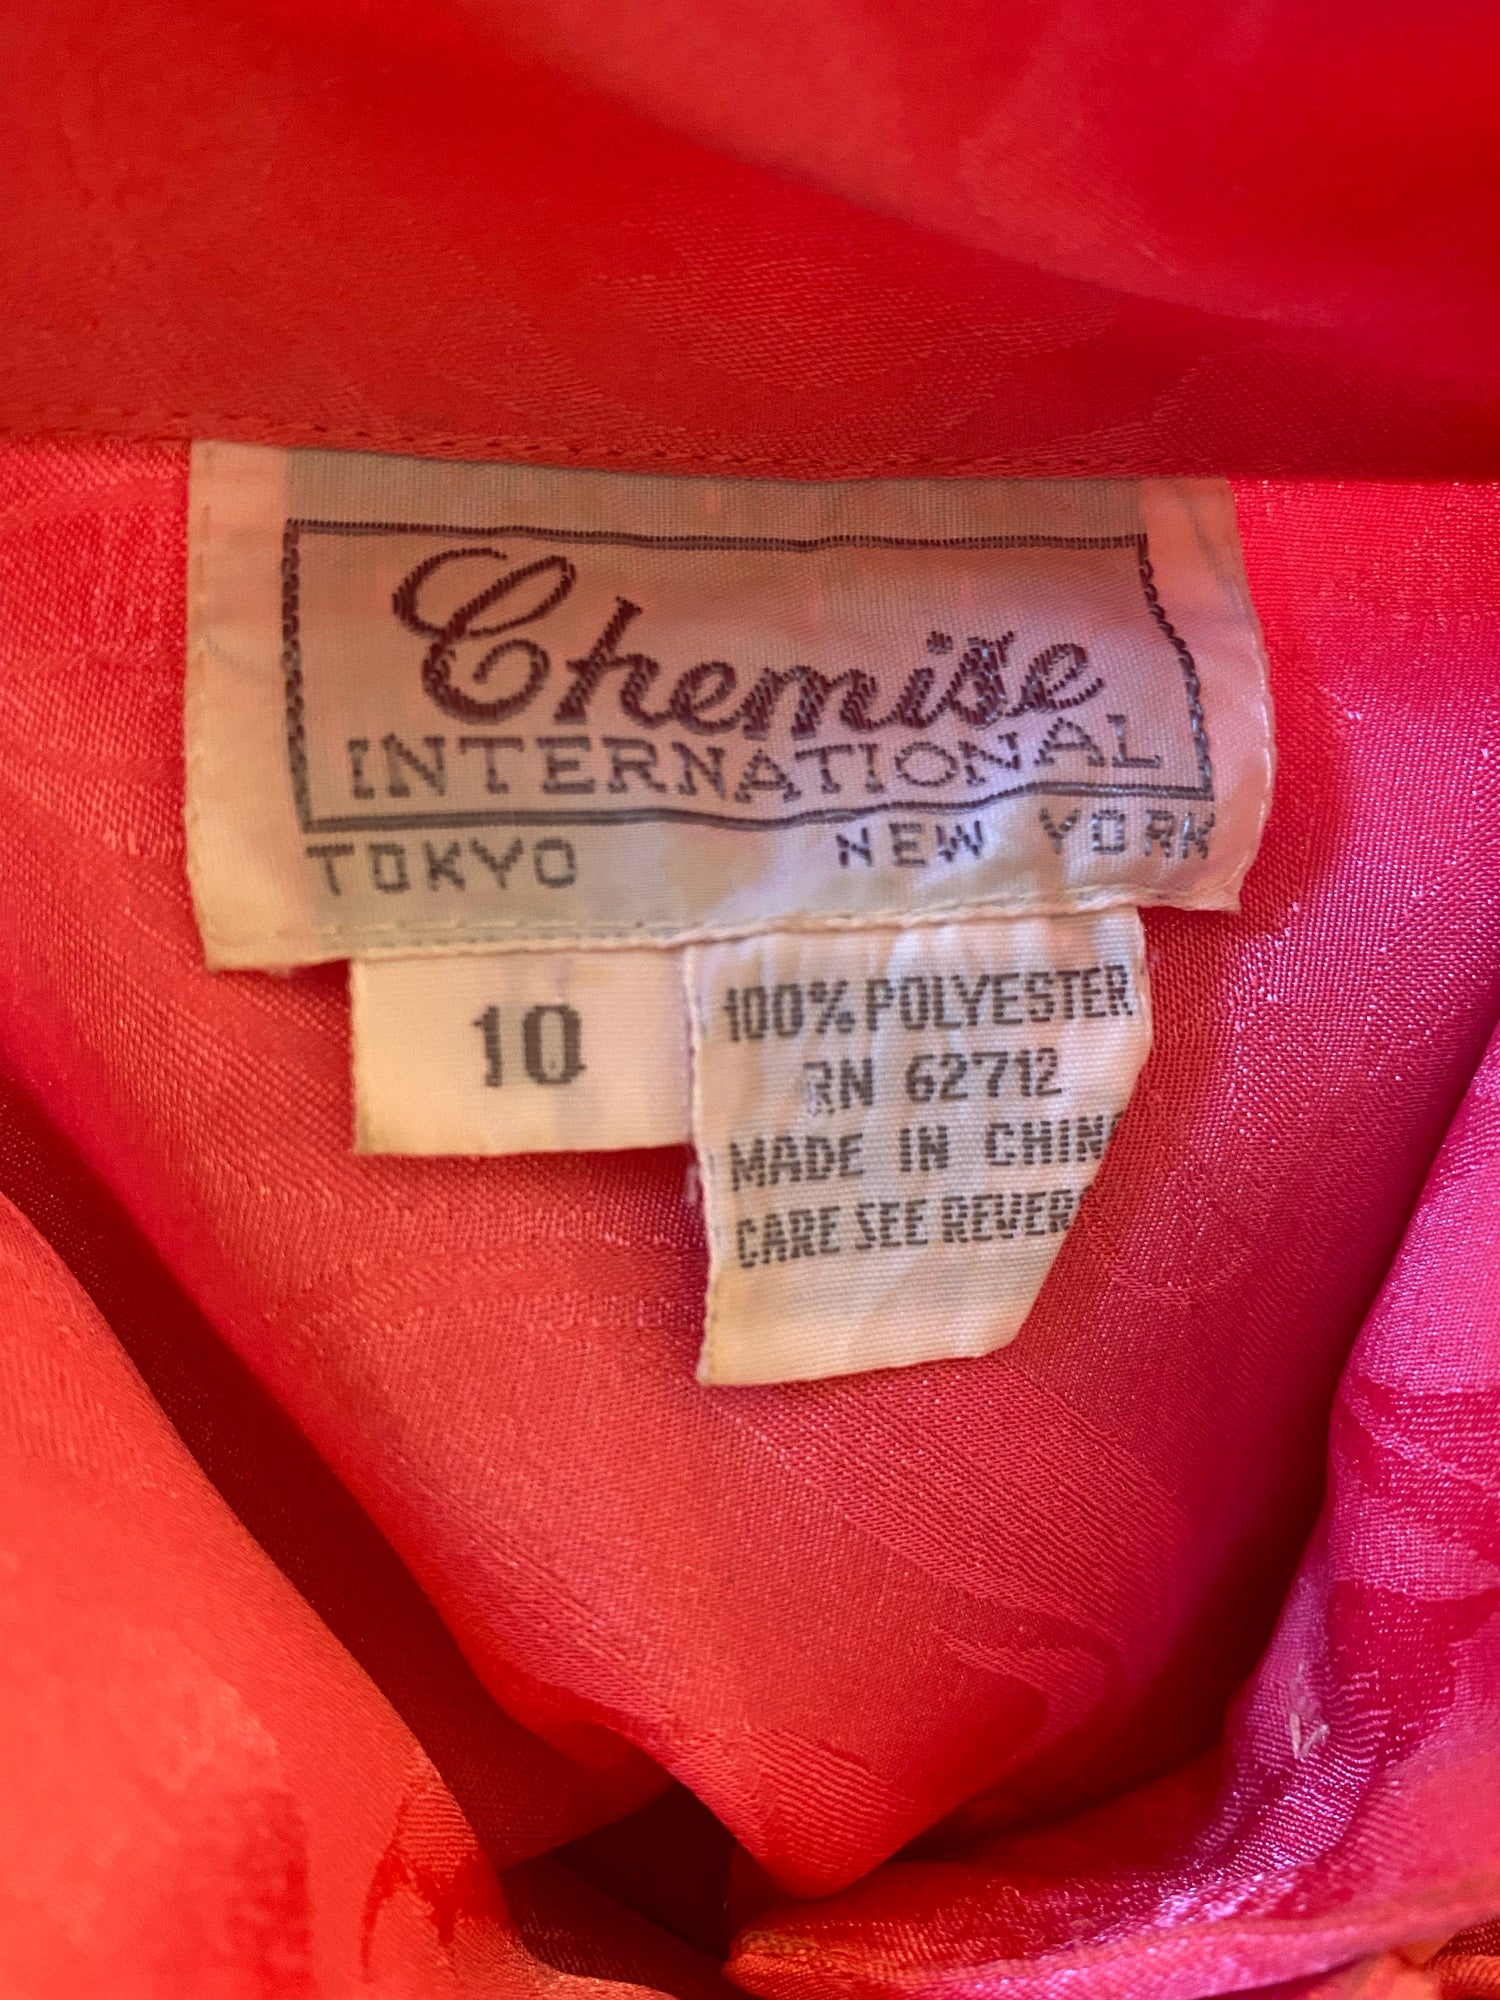 Chemise
INTERNATIONAL
TOKYO NEW YORK
10
100% POLYESTER
RN 62712
MADE IN CHIN
CARE SEE REVER